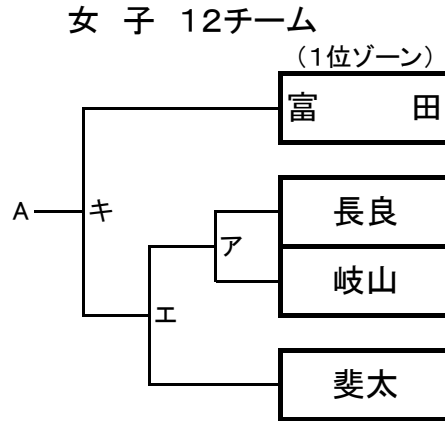 女 子 12チーム
（1位ゾーン）
富 田
A
キ
長良
ア
岐山
エ
斐太